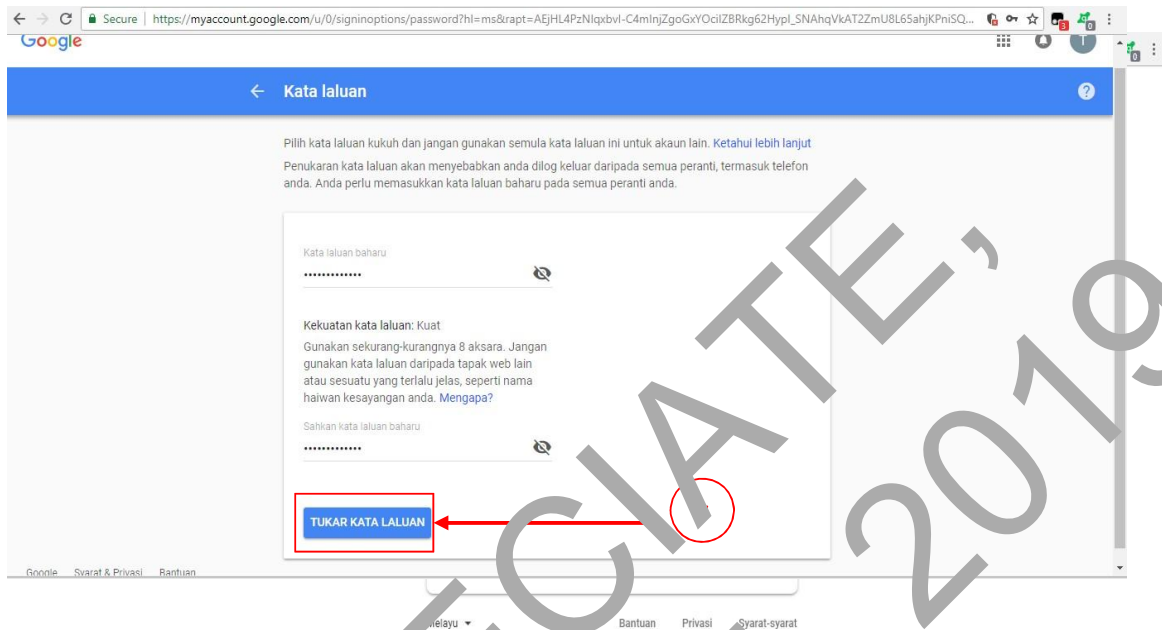 Secure | https://myaccount.google.com/u/0/signinoptions/password?hl=ms&rapt=AEjHL4PzNIqxbvI-C4mInjZgoGxYOciIZBRkg62HypI_SNAhqVkAT2ZmU8L65ahjKPniSQ...
Google
T
Kata laluan
Pilih kata laluan kukuh dan jangan gunakan semula kata laluan ini untuk akaun lain. Ketahui lebih lanjut
Penukaran kata laluan akan menyebabkan anda dilog keluar daripada semua peranti, termasuk telefon
anda. Anda perlu memasukkan kata laluan baharu pada semua peranti anda.
Kata laluan baharu
Kekuatan kata laluan: Kuat
Gunakan sekurang-kurangnya 8 aksara. Jangan
gunakan kata laluan daripada tapak web lain
atau sesuatu yang terlalu jelas, seperti nama
haiwan kesayangan anda. Mengapa?
Sahkan kata laluan baharu
TUKAR KATA LALUAN
Google Syarat & Privasi Bantuan
Bantuan Privasi Syarat-syarat
CIATE,
2019